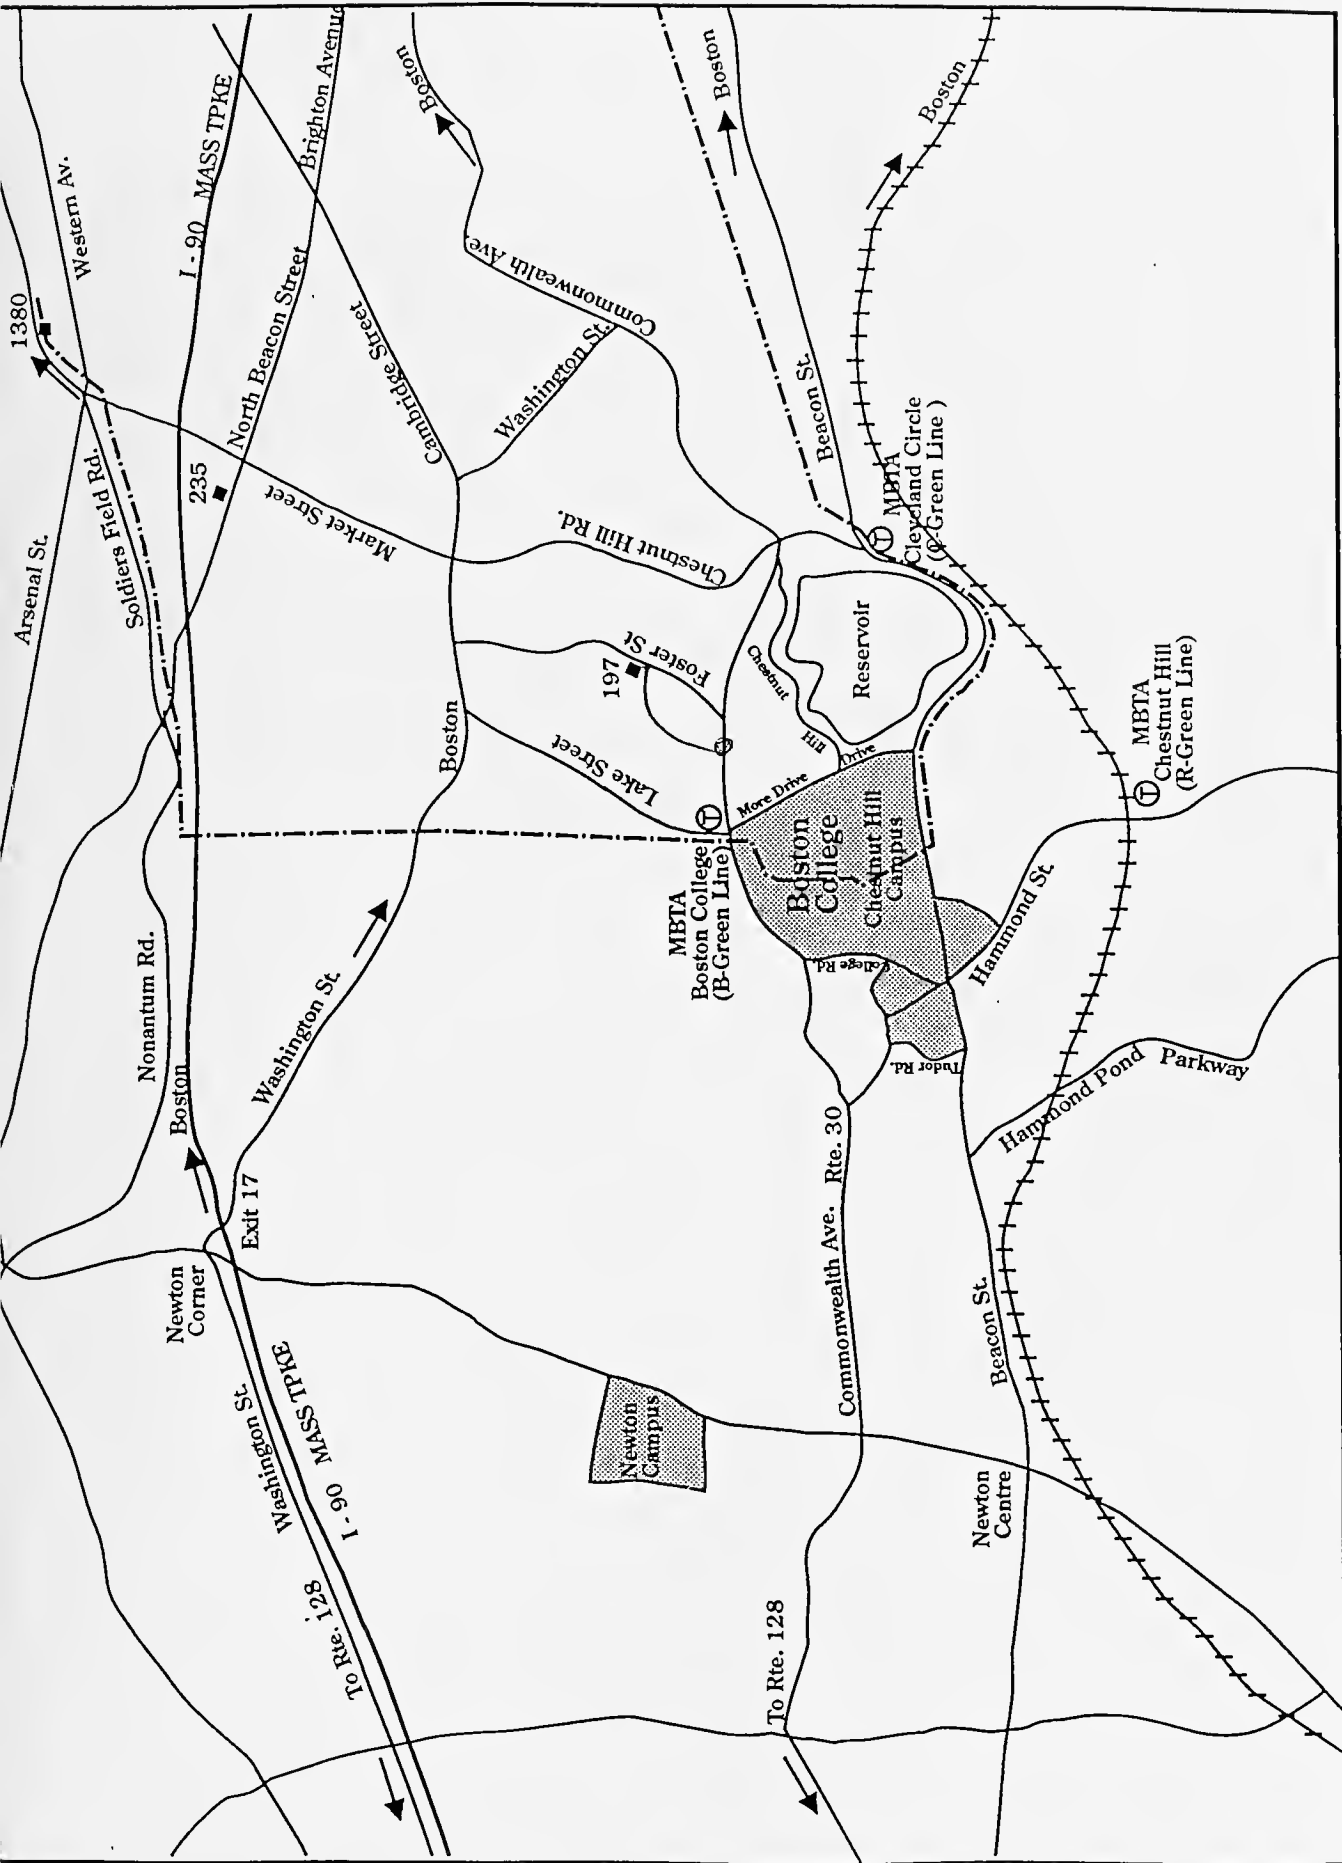 To Rte. 128
Washington St.
I - 90 MASS TPKE
Newton
Corner
Exit 17
Boston
Nonantum Rd.
Washington St.
Boston
Arsenal St.
Soldiers Field Rd.
1380
Western Av.
I - 90 MASS TPKE
235
North Beacon Street
Brighton Avenue
Market Street
Cambridge Street
Washington St.
Boston
Commonwealth Ave.
Chestnut Hill Rd.
Foster St
197
Lake Street
MBTA
Boston College
(B-Green Line)
Newton
Campus
To Rte. 128
Commonwealth Ave. Rte. 30
College Rd.
Tudor Rd.
Boston
College
Chestnut Hill
Campus
More Drive
Chestnut
Hill
Drive
Reservoir
Beacon St.
Boston
MBTA
Cleveland Circle
(C-Green Line )
Boston
Newton
Centre
Beacon St.
Hammond Pond Parkway
Hammond St.
MBTA
Chestnut Hill
(R-Green Line)